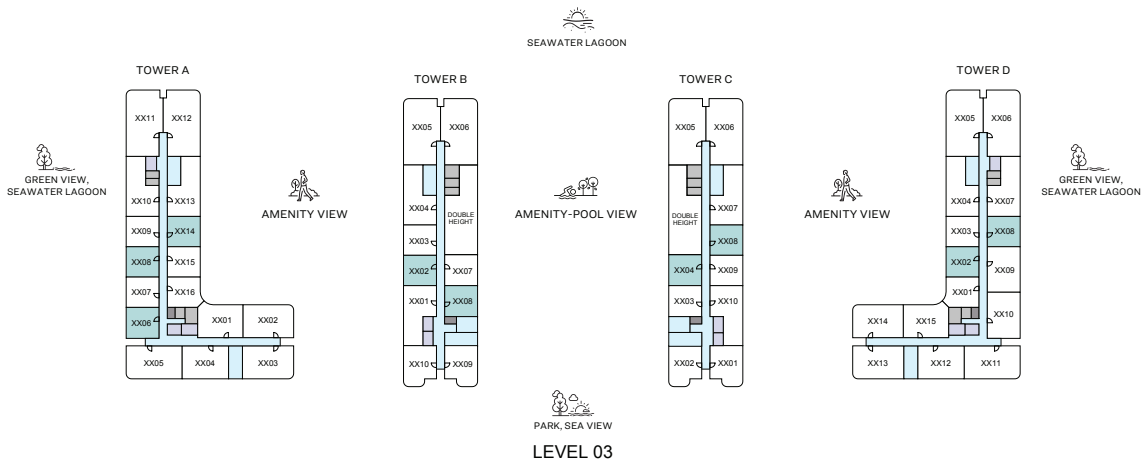 SEAWATER LAGOON
TOWER A
TOWER B
TOWER C
TOWER D
XX11 XX12
XX10 XX13
XX09 XX14
XX08 XX15
XX07 XX16
XX06 XX01 XX02
XX05 XX04 XX03
XX05 XX06
XX04 DOUBLE
HEIGHT
XX03
XX02 XX07
XX01 XX08
XX10 XX09
XX05 XX06
DOUBLE
HEIGHT XX07
XX08
XX04 XX09
XX03 XX10
XX02 XX01
XX05 XX06
XX04 XX07
XX03 XX08
XX02 XX09
XX01 XX10
XX14 XX15
XX13 XX12 XX11
GREEN VIEW,
SEAWATER LAGOON
AMENITY VIEW
AMENITY-POOL VIEW
AMENITY VIEW
GREEN VIEW,
SEAWATER LAGOON
PARK, SEA VIEW
LEVEL 03